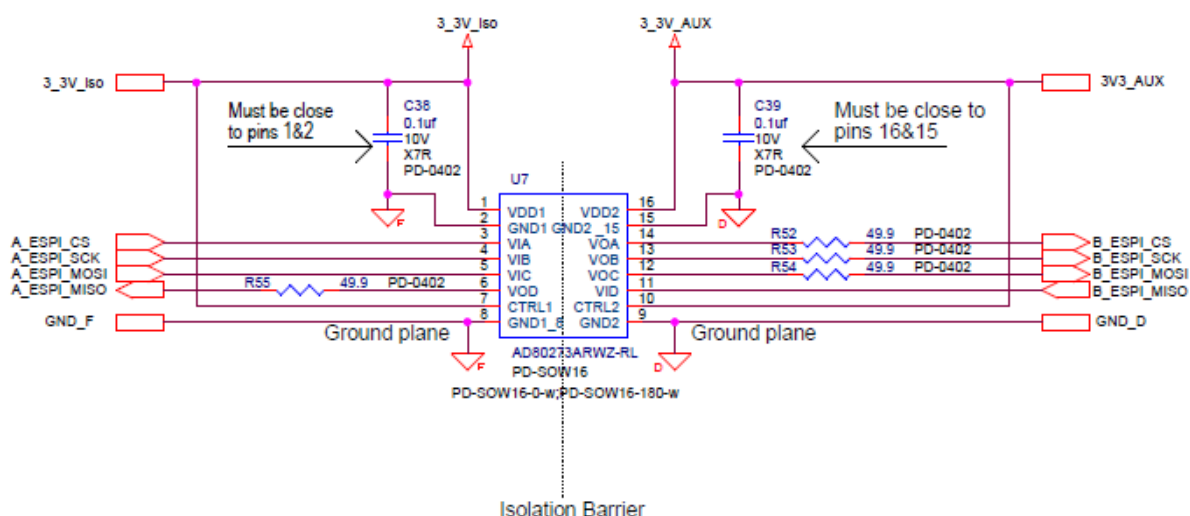 3_3V_Iso
3_3V_AUX
3_3V_Iso
3V3_AUX
Must be close
to pins 1&2
C38
0.1uf
10V
X7R
PD-0402
C39
0.1uf
10V
X7R
PD-0402
Must be close to
pins 16&15
U7
F
D
1 VDD1 VDD2 16
2 GND1 GND2_15 15
A_ESPI_CS 3 VIA VOA 14 R52 49.9 PD-0402 B_ESPI_CS
A_ESPI_SCK 4 VIB VOB 13 R53 49.9 PD-0402 B_ESPI_SCK
A_ESPI_MOSI 5 VIC VOC 12 R54 49.9 PD-0402 B_ESPI_MOSI
A_ESPI_MISO R55 49.9 PD-0402 6 VOD VID 11 B_ESPI_MISO
7 CTRL1 CTRL2 10
GND_F 8 GND1_8 GND2 9 GND_D
Ground plane
Ground plane
F
D
AD80273ARWZ-RL
PD-SOW16
PD-SOW16-0-w;PD-SOW16-180-w
Isolation Barrier